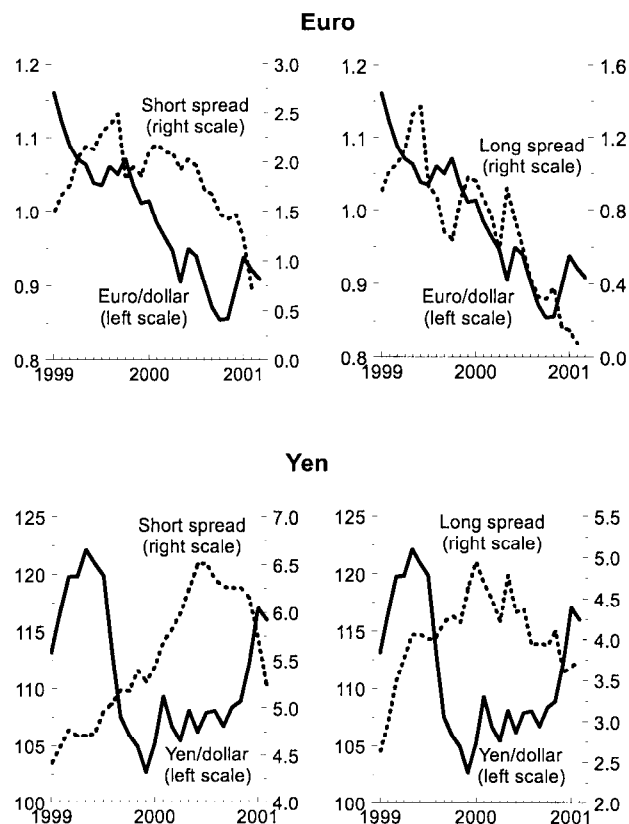 Euro
1.2
1.1
1.0
0.9
0.8
3.0
2.5
2.0
1.5
1.0
0.5
0.0
Short spread
(right scale)
Euro/dollar
(left scale)
1999 2000 2001
1.2
1.1
1.0
0.9
0.8
1.6
1.2
0.8
0.4
0.0
Long spread
(right scale)
Euro/dollar
(left scale)
1999 2000 2001
Yen
125
120
115
110
105
100
7.0
6.5
6.0
5.5
5.0
4.5
4.0
Short spread
(right scale)
Yen/dollar
(left scale)
1999 2000 2001
125
120
115
110
105
100
5.5
5.0
4.5
4.0
3.5
3.0
2.5
2.0
Long spread
(right scale)
Yen/dollar
(left scale)
1999 2000 2001